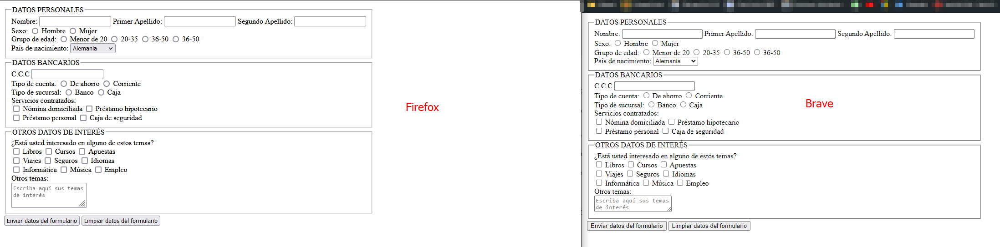 DATOS PERSONALES
Nombre: Primer Apellido: Segundo Apellido:
Sexo: Hombre Mujer
Grupo de edad: Menor de 20 20-35 36-50 36-50
Pais de nacimiento: Alemania
DATOS BANCARIOS
C.C.C
Tipo de cuenta: De ahorro Corriente
Tipo de sucursal: Banco Caja
Servicios contratados:
Nómina domiciliada Préstamo hipotecario
Préstamo personal Caja de seguridad
OTROS DATOS DE INTERÉS
¿Está usted interesado en alguno de estos temas?
Libros Cursos Apuestas
Viajes Seguros Idiomas
Informática Música Empleo
Otros temas:
Escriba aquí sus temas
de interés
Enviar datos del formulario Limpiar datos del formulario
Firefox
DATOS PERSONALES
Nombre: Primer Apellido: Segundo Apellido:
Sexo: Hombre Mujer
Grupo de edad: Menor de 20 20-35 36-50 36-50
Pais de nacimiento: Alemania
DATOS BANCARIOS
C.C.C
Tipo de cuenta: De ahorro Corriente
Tipo de sucursal: Banco Caja
Servicios contratados:
Nómina domiciliada Préstamo hipotecario
Préstamo personal Caja de seguridad
OTROS DATOS DE INTERÉS
¿Está usted interesado en alguno de estos temas?
Libros Cursos Apuestas
Viajes Seguros Idiomas
Informática Música Empleo
Otros temas:
Escriba aquí sus temas
de interés
Enviar datos del formulario Limpiar datos del formulario
Brave